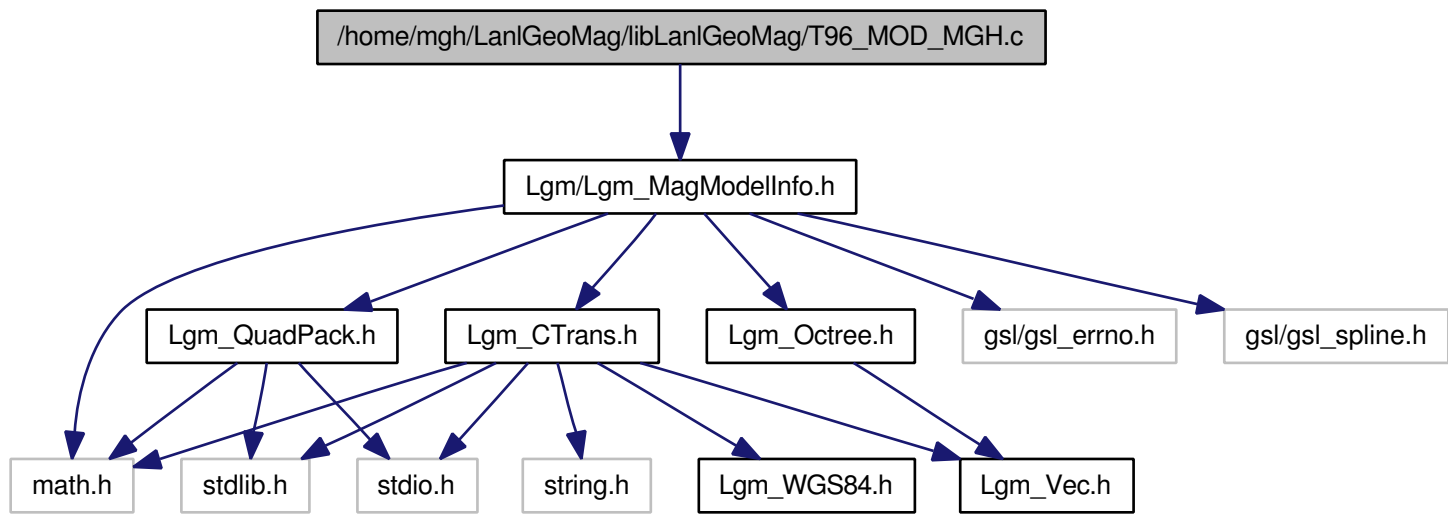 /home/mgh/LanlGeoMag/libLanlGeoMag/T96_MOD_MGH.c
Lgm/Lgm_MagModelInfo.h
Lgm_QuadPack.h
Lgm_CTrans.h
Lgm_Octree.h
gsl/gsl_errno.h
gsl/gsl_spline.h
math.h
stdlib.h
stdio.h
string.h
Lgm_WGS84.h
Lgm_Vec.h